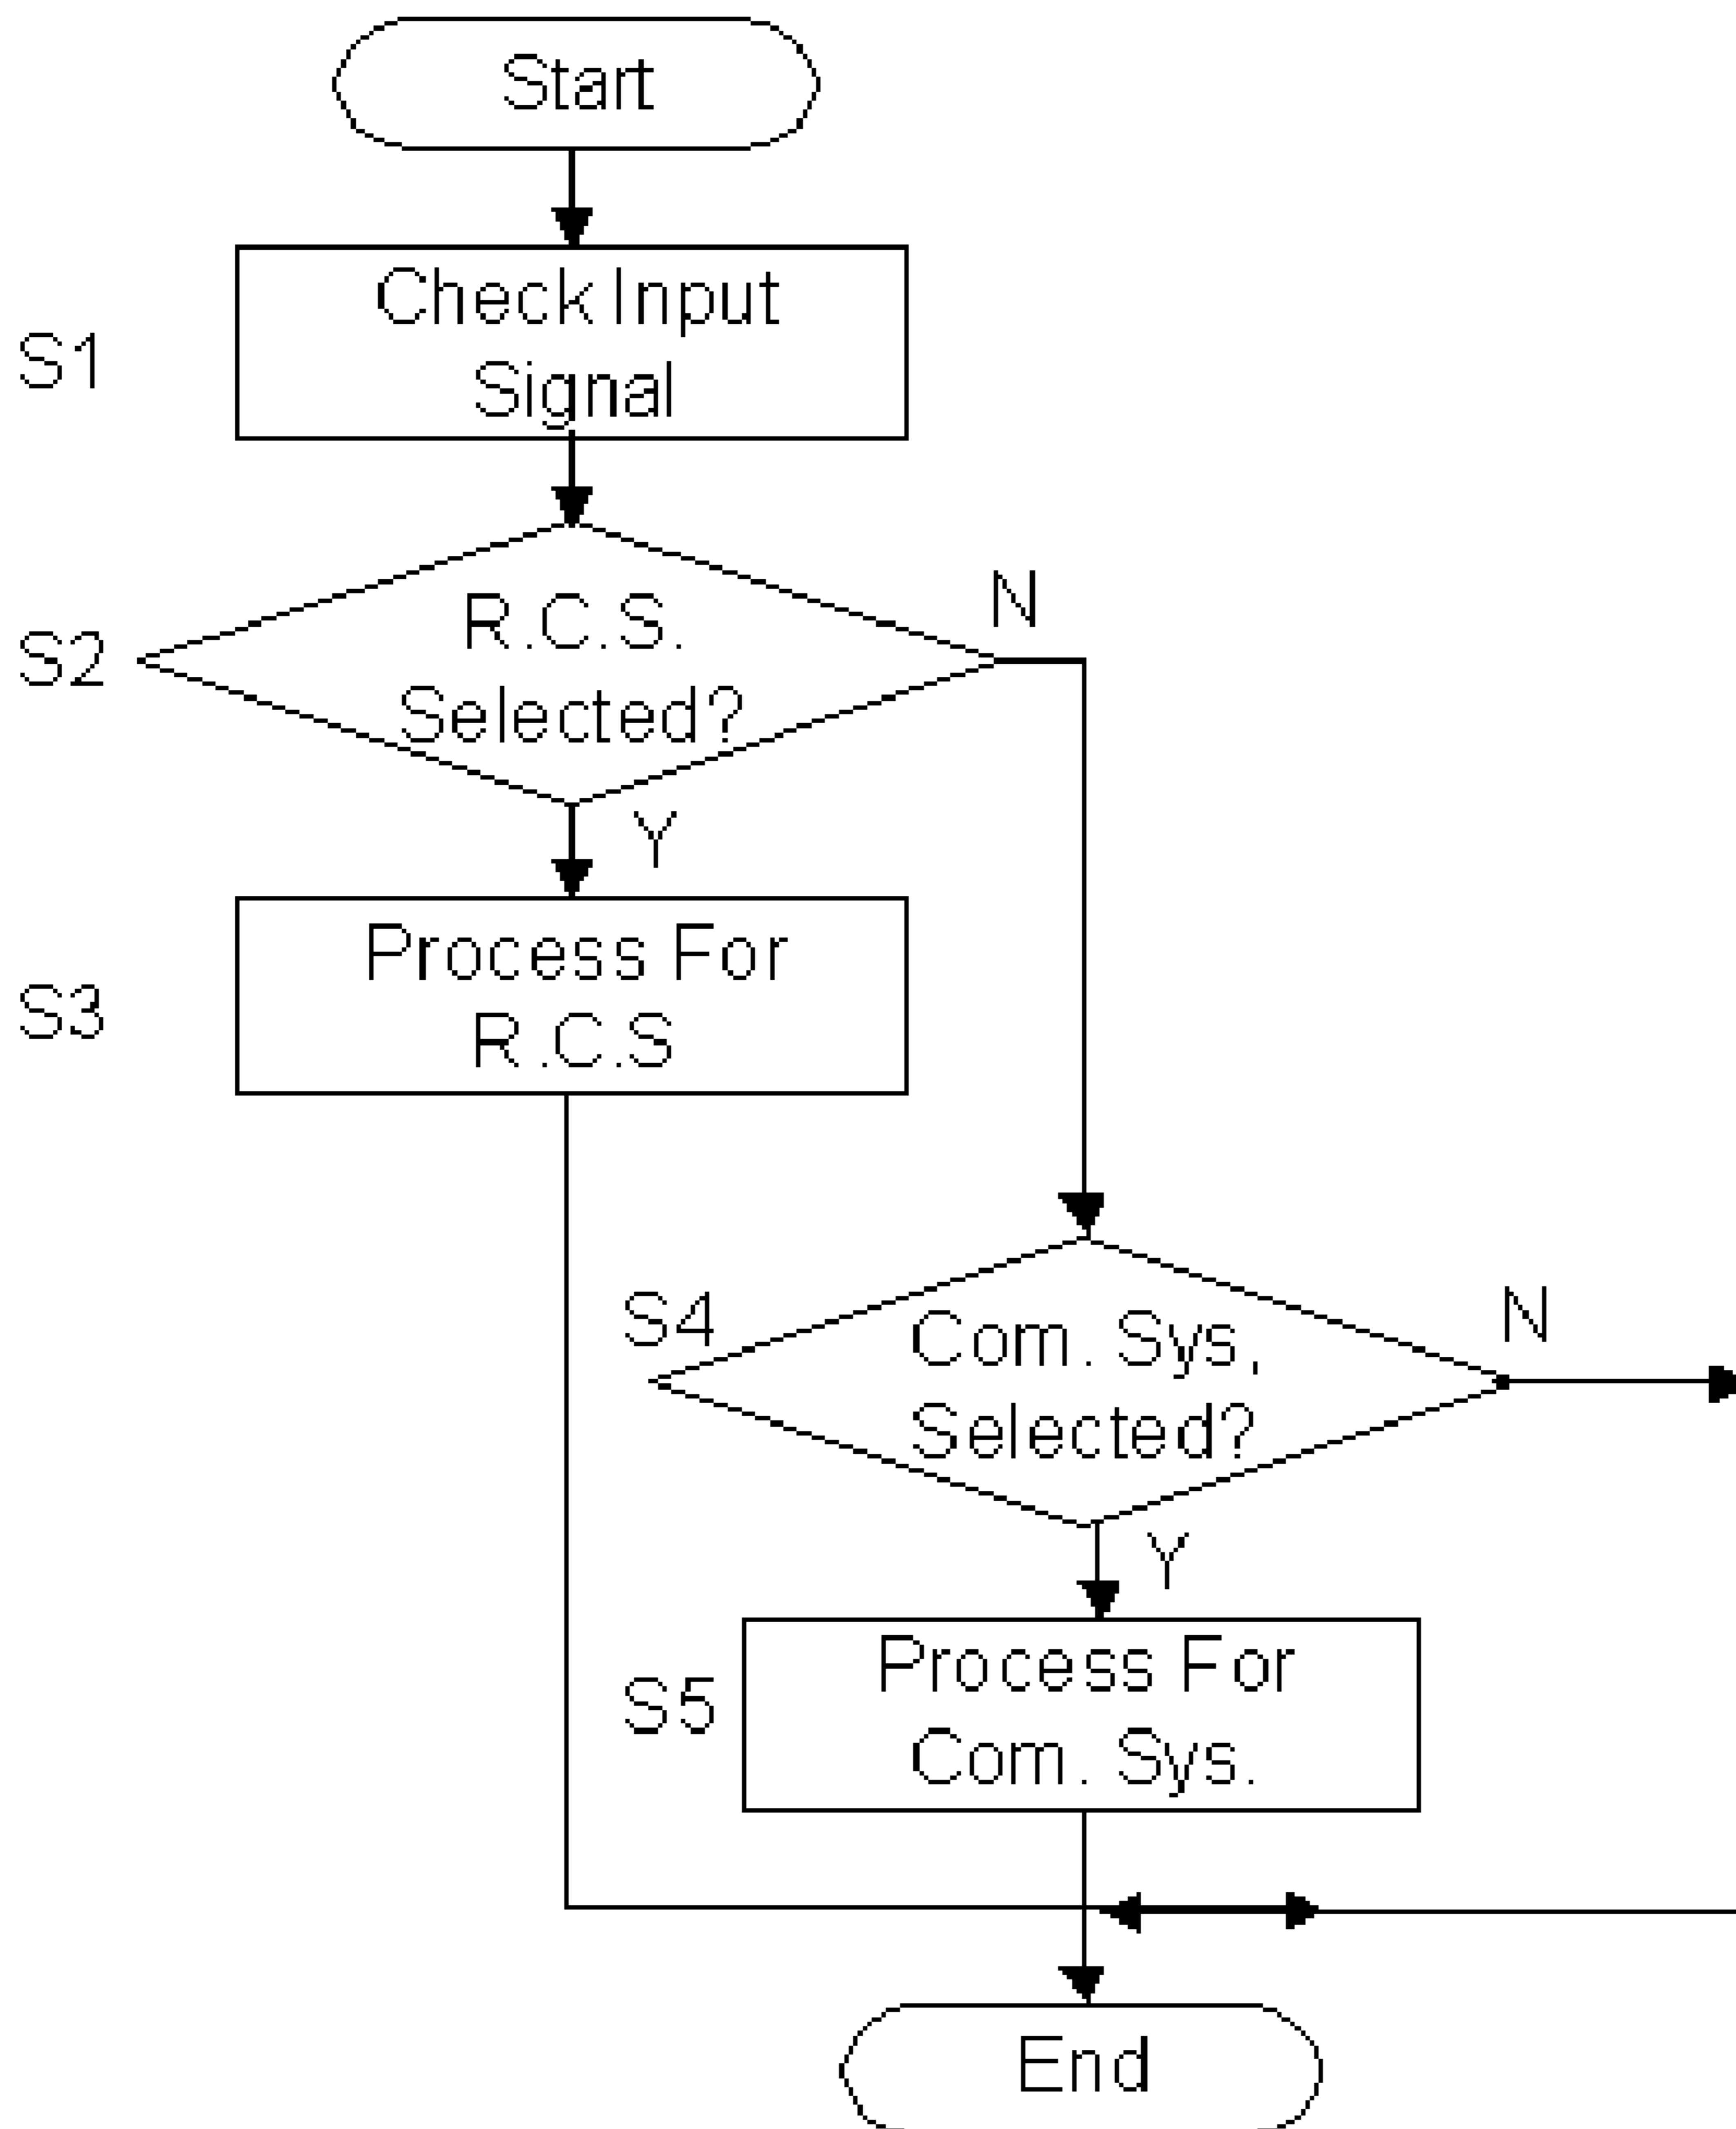 Start
S1
Check Input
Signal
S2
R.C.S.
Selected?
N
Y
S3
Process For
R.C.S
S4
Com. Sys,
Selected?
N
Y
S5
Process For
Com. Sys.
End